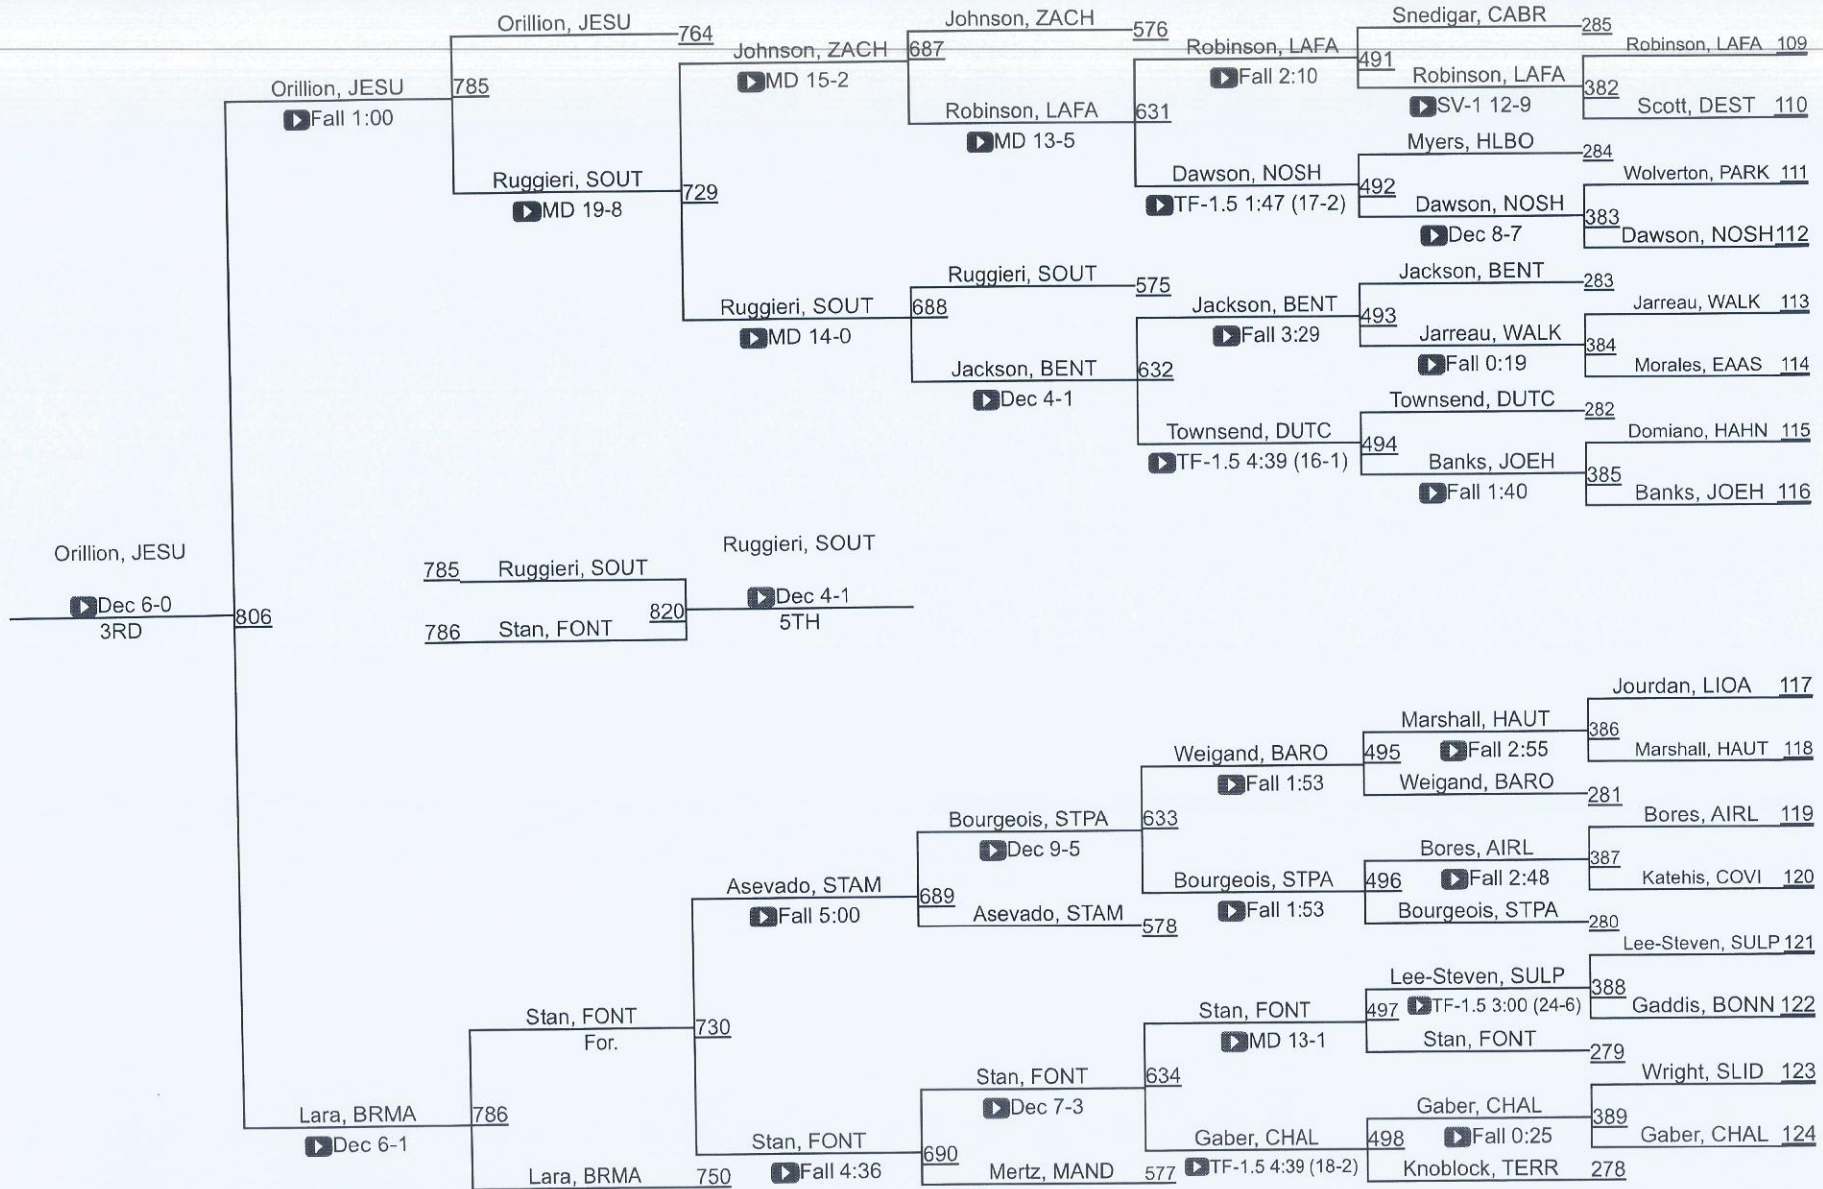 Orillion, JESU
764
Johnson, ZACH
576
Snedigar, CABR
285
Robinson, LAFA 109
Johnson, ZACH
687
MD 15-2
Robinson, LAFA
491
Fall 2:10
Robinson, LAFA
382
SV-1 12-9
Scott, DEST 110
Orillion, JESU
785
Fall 1:00
Robinson, LAFA
631
MD 13-5
Myers, HLBO
284
Wolverton, PARK 111
Ruggieri, SOUT
729
MD 19-8
Dawson, NOSH
492
TF-1.5 1:47 (17-2)
Dawson, NOSH
383
Dec 8-7
Dawson, NOSH 112
Ruggieri, SOUT
575
Jackson, BENT
283
Jarreau, WALK 113
Ruggieri, SOUT
688
MD 14-0
Jackson, BENT
493
Fall 3:29
Jarreau, WALK
384
Fall 0:19
Morales, EAAS 114
Jackson, BENT
632
Dec 4-1
Townsend, DUTC
282
Domiano, HAHN 115
Townsend, DUTC
494
TF-1.5 4:39 (16-1)
Banks, JOEH
385
Fall 1:40
Banks, JOEH 116
Orillion, JESU
Dec 6-0
806
3RD
785 Ruggieri, SOUT
Ruggieri, SOUT
820
Dec 4-1
5TH
786 Stan, FONT
Jourdan, LIOA 117
Marshall, HAUT
386
Fall 2:55
Marshall, HAUT 118
Weigand, BARO
495
Fall 1:53
Weigand, BARO
281
Bores, AIRL 119
Bourgeois, STPA
633
Dec 9-5
Bores, AIRL
387
Fall 2:48
Katehis, COVI 120
Asevado, STAM
689
Fall 5:00
Bourgeois, STPA
496
Fall 1:53
Bourgeois, STPA
280
Asevado, STAM
578
Lee-Steven, SULP 121
Lee-Steven, SULP
388
TF-1.5 3:00 (24-6)
Gaddis, BONN 122
Stan, FONT
730
For.
Stan, FONT
497
MD 13-1
Stan, FONT
279
Wright, SLID 123
Stan, FONT
634
Dec 7-3
Gaber, CHAL
389
Fall 0:25
Gaber, CHAL 124
Lara, BRMA
786
Dec 6-1
Stan, FONT
690
Fall 4:36
Gaber, CHAL
498
TF-1.5 4:39 (18-2)
Knoblock, TERR
278
Lara, BRMA
750
Mertz, MAND
577